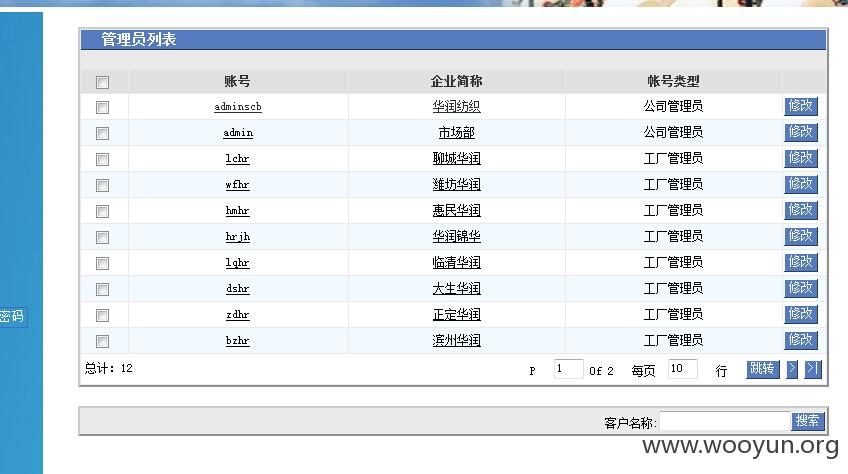 管理员列表
账号 企业简称 帐号类型
adminscb 华润纺织 公司管理员 修改
admin 市场部 公司管理员 修改
lchr 聊城华润 工厂管理员 修改
wfhr 潍坊华润 工厂管理员 修改
hmhr 惠民华润 工厂管理员 修改
hrjh 华润锦华 工厂管理员 修改
lqhr 临清华润 工厂管理员 修改
dshr 大生华润 工厂管理员 修改
密码
zdhr 正定华润 工厂管理员 修改
bzhr 滨州华润 工厂管理员 修改
总计：12 P 1 Of 2 每页 10 行 跳转 > >|
客户名称: 搜索
www.wooyun.org